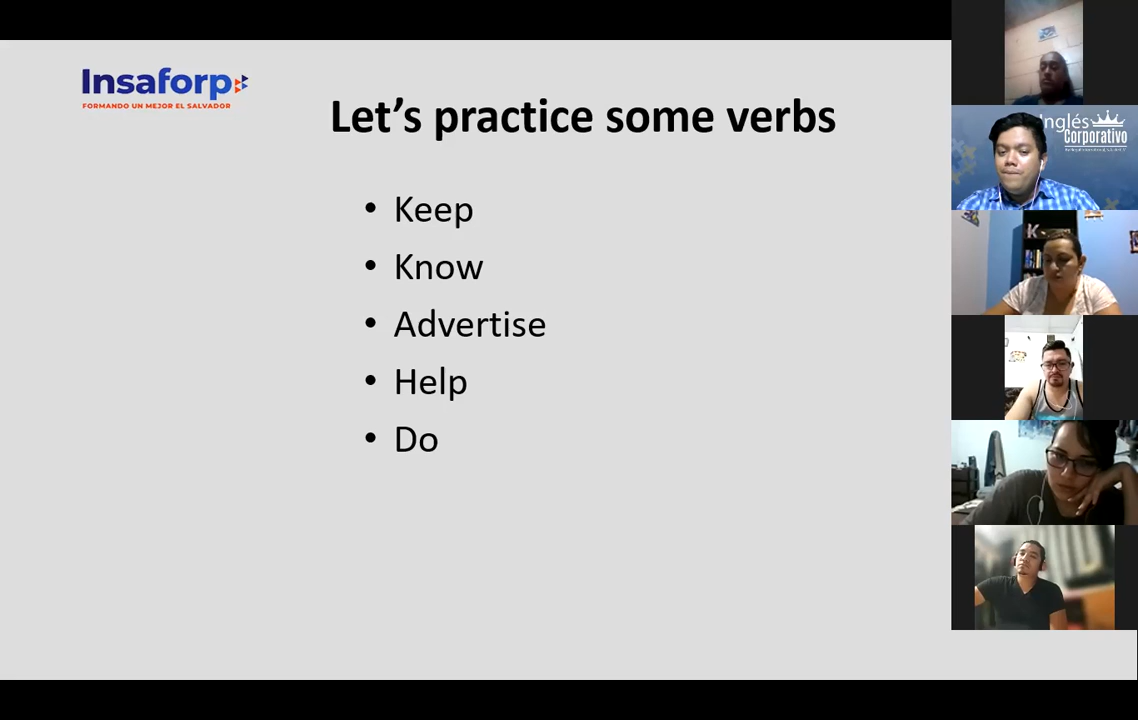 Insaforp
FORMANDO UN MEJOR EL SALVADOR
Let's practice some verbs
• Keep
• Know
• Advertise
• Help
• Do
Inglés
Corporativo
K